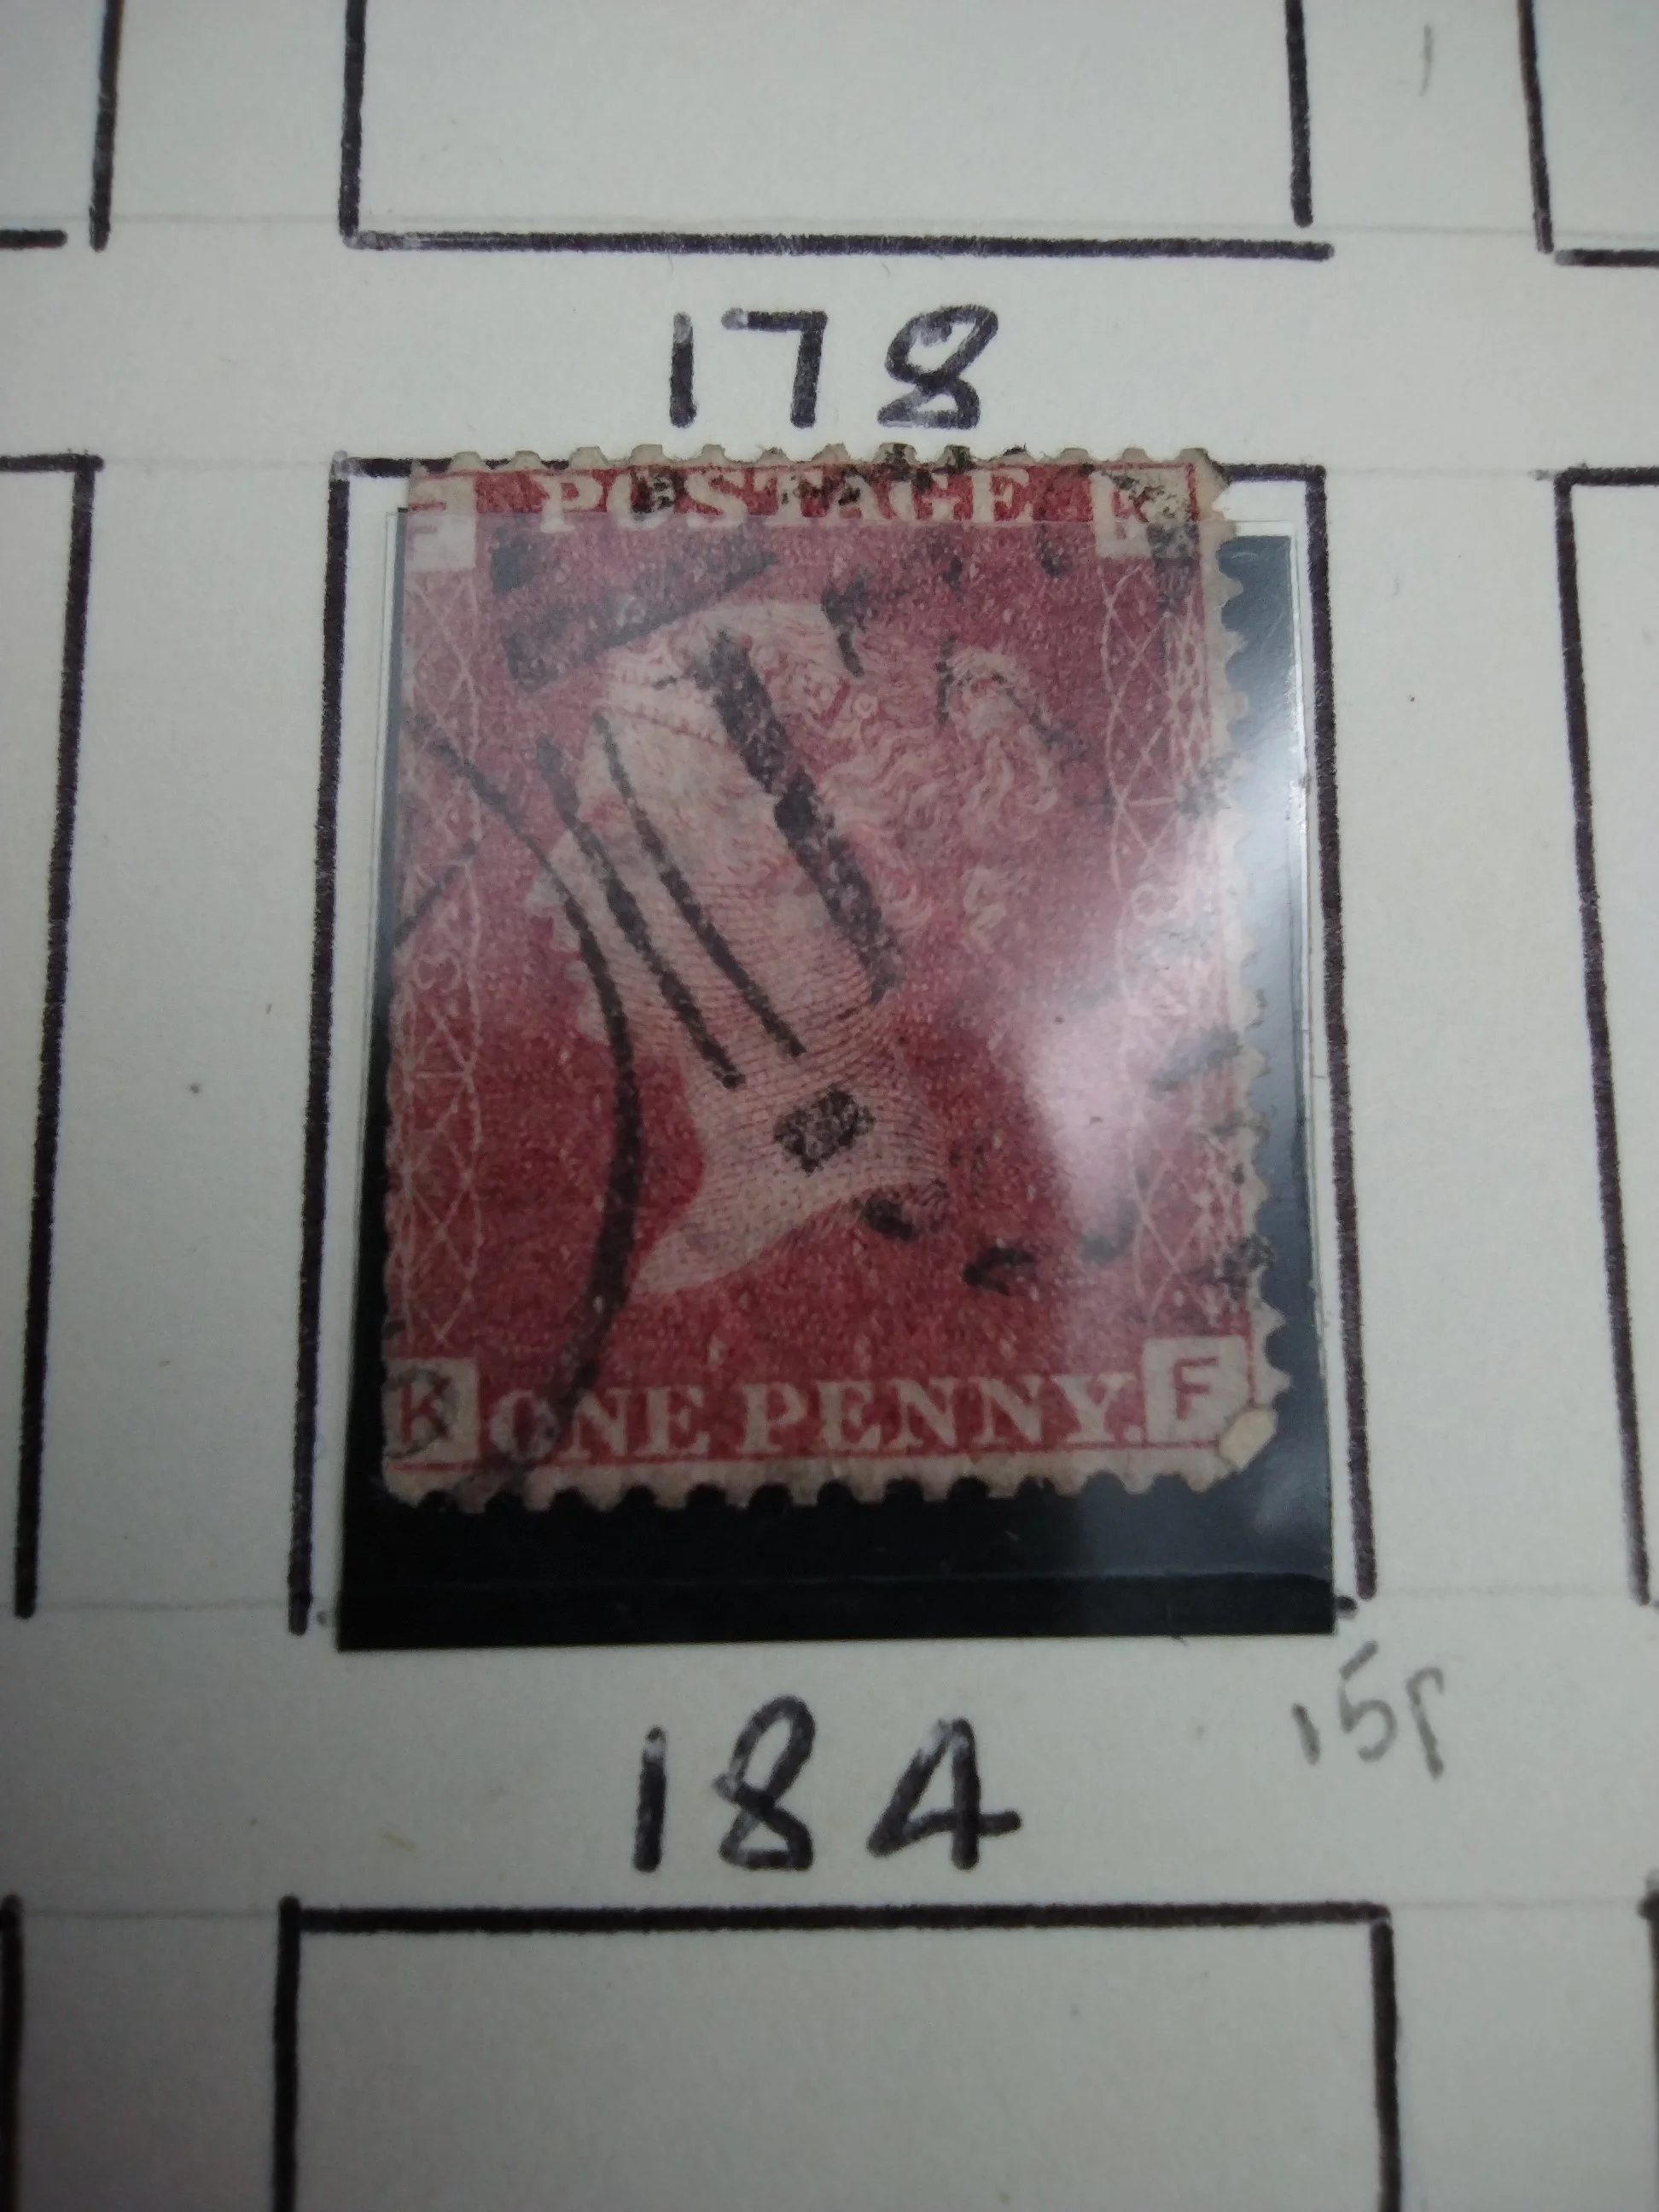 178
F POSTAGE K
K ONE PENNY. F
15p
184